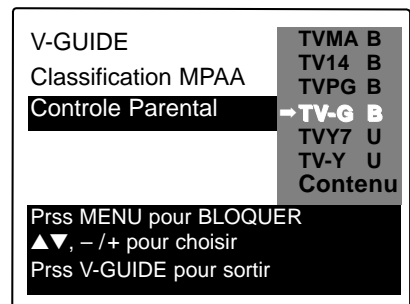 V-GUIDE
Classification MPAA
Controle Parental
TVMA B
TV14 B
TVPG B
➡TV-G B
TVY7 U
TV-Y U
Contenu
Prss MENU pour BLOQUER
▲▼, – /+ pour choisir
Prss V-GUIDE pour sortir